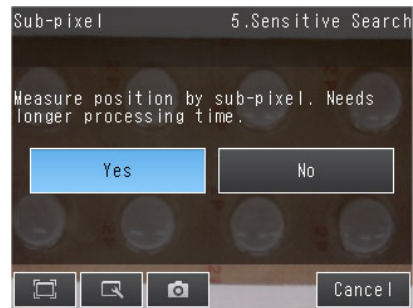 Sub-pixel 5.Sensitive Search
Measure position by sub-pixel. Needs
longer processing time.
Yes No
Cancel